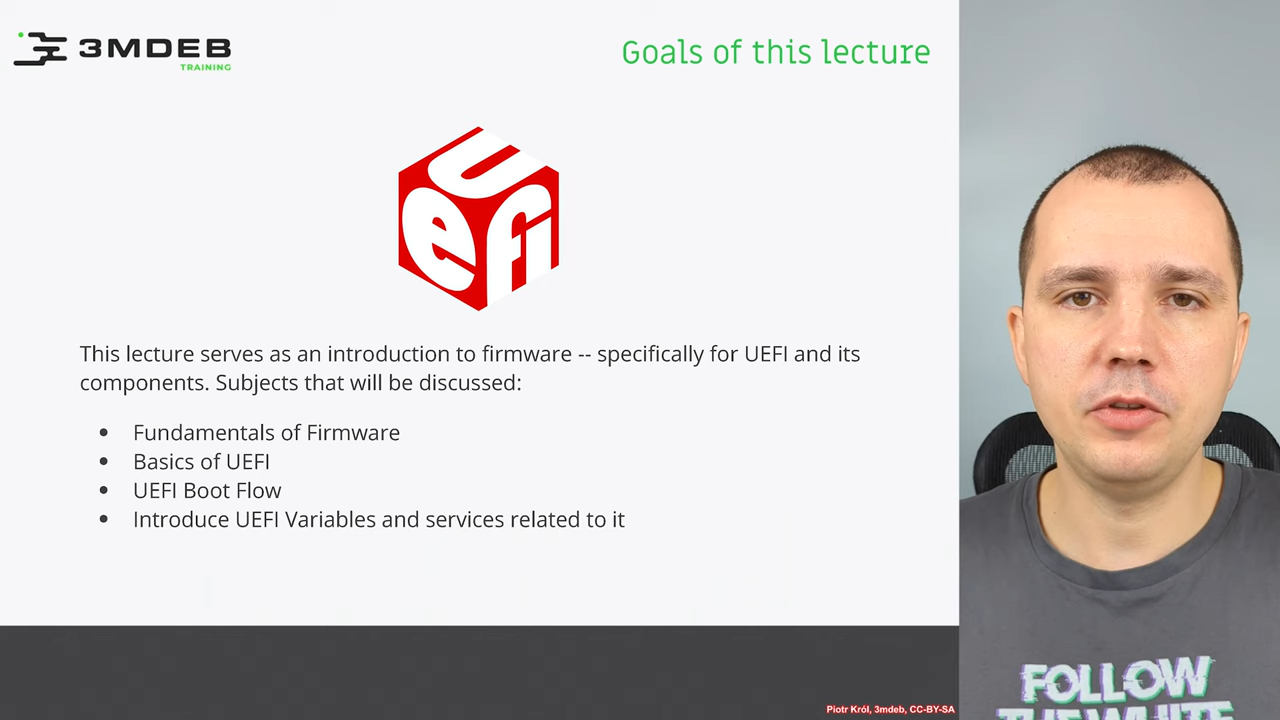 3MDEB
TRAINING
Goals of this lecture
UEFI
This lecture serves as an introduction to firmware -- specifically for UEFI and its
components. Subjects that will be discussed:
• Fundamentals of Firmware
• Basics of UEFI
• UEFI Boot Flow
• Introduce UEFI Variables and services related to it
FOLLOW
THE WHITE
Piotr Król, 3mdeb, CC-BY-SA